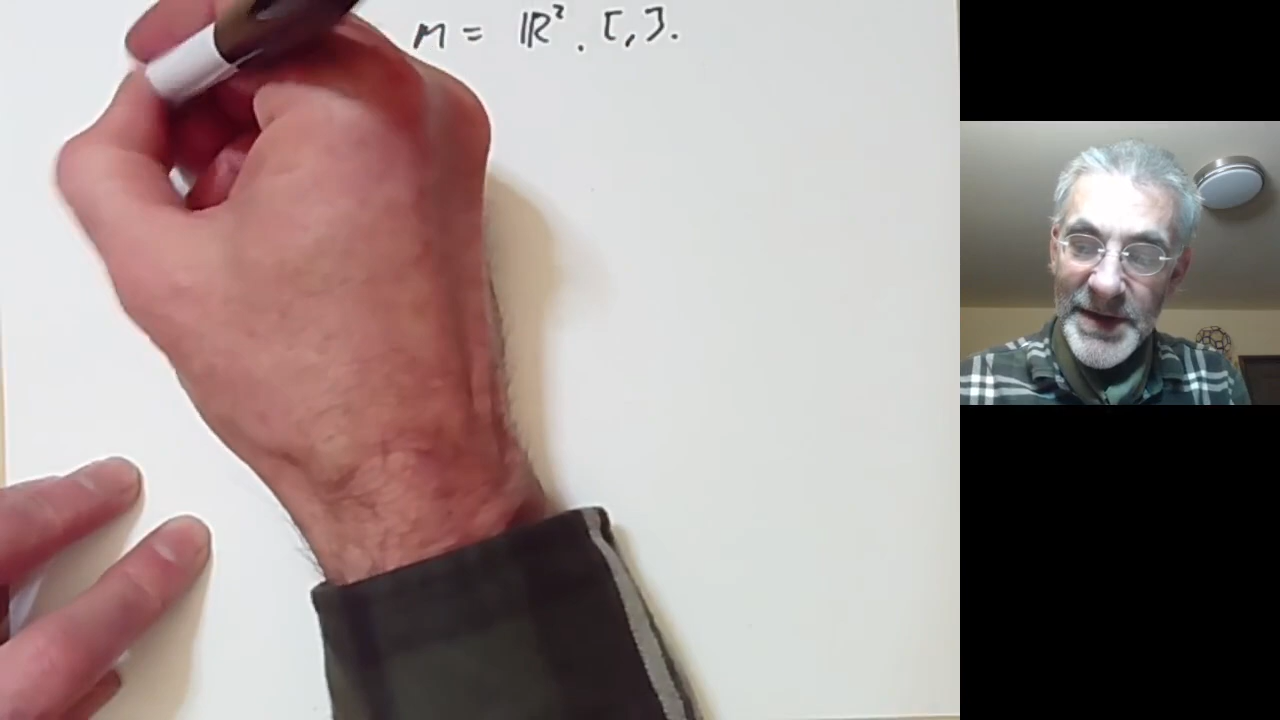 M = ℝ². [,].